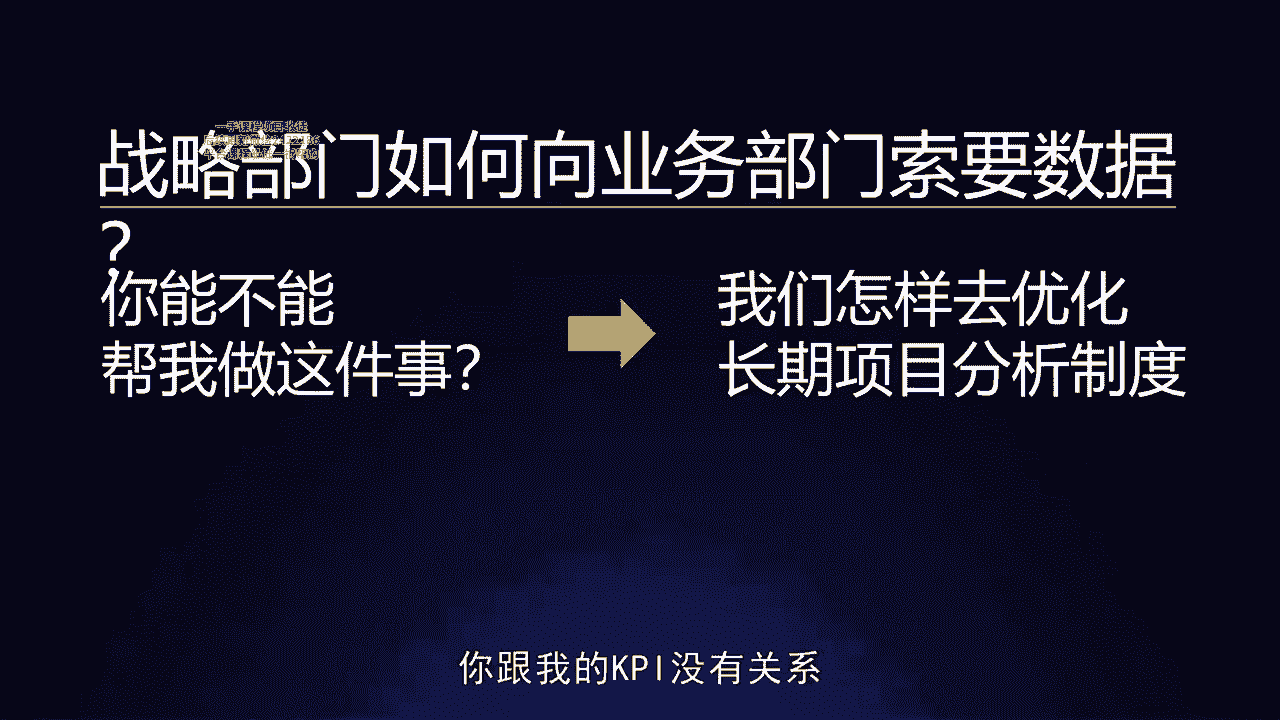 战略部门如何向业务部门索要数据
?
你能不能
帮我做这件事?
我们怎样去优化
长期项目分析制度
你跟我的KPI没有关系